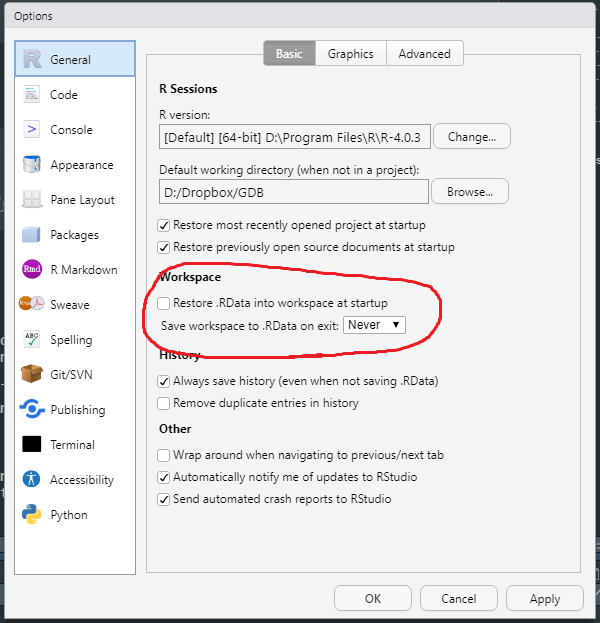 Options
R General
Code
> Console
Appearance
Pane Layout
Packages
Rmd R Markdown
Rnw Sweave
ABC Spelling
Git/SVN
Publishing
Terminal
Accessibility
Python
Basic Graphics Advanced
R Sessions
R version:
[Default] [64-bit] D:\Program Files\R\R-4.0.3 Change...
Default working directory (when not in a project):
D:/Dropbox/GDB Browse...
Restore most recently opened project at startup
Restore previously open source documents at startup
Workspace
Restore .RData into workspace at startup
Save workspace to .RData on exit: Never
History
Always save history (even when not saving .RData)
Remove duplicate entries in history
Other
Wrap around when navigating to previous/next tab
Automatically notify me of updates to RStudio
Send automated crash reports to RStudio
OK Cancel Apply